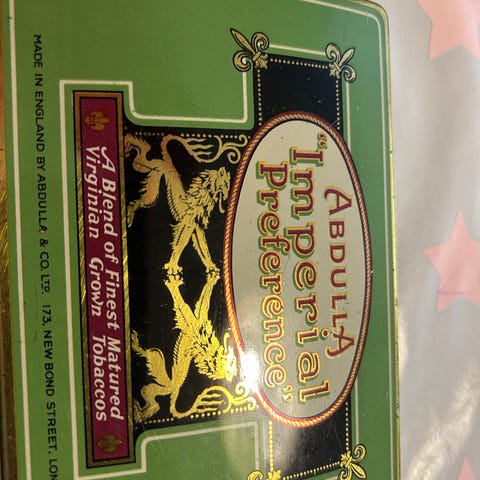 ABDULLA
"Imperial
Preference"
A Blend of Finest Matured
Virginian Grown Tobaccos
MADE IN ENGLAND BY ABDULLA & CO. LTD. 173, NEW BOND STREET,